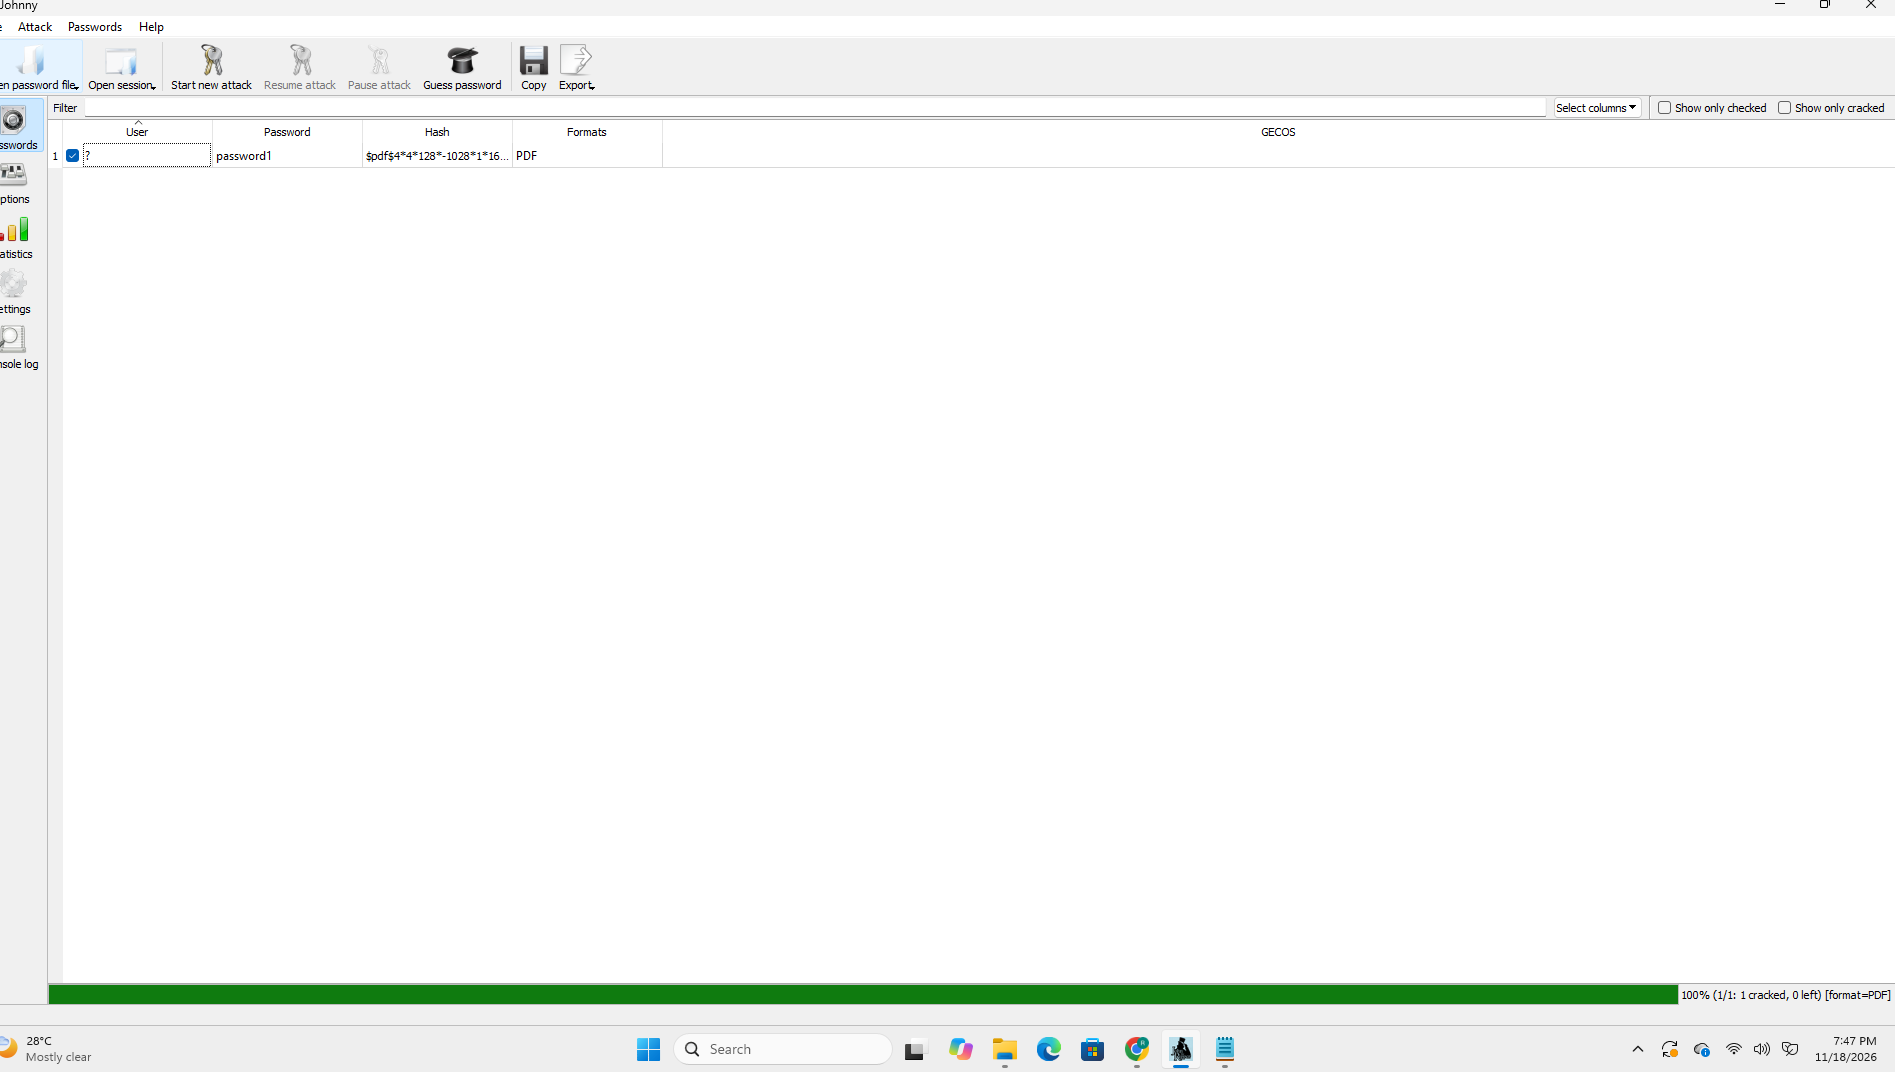 Johnny
e Attack Passwords Help
en password file Open session Start new attack Resume attack Pause attack Guess password Copy Export
Filter Select columns Show only checked Show only cracked
sswords
User Password Hash Formats GECOS
1 ? password1 $pdf$4*4*128*-1028*1*16... PDF
ptions
atistics
ettings
nsole log
100% (1/1: 1 cracked, 0 left) [format=PDF]
28°C
Mostly clear
Search
7:47 PM
11/18/2026